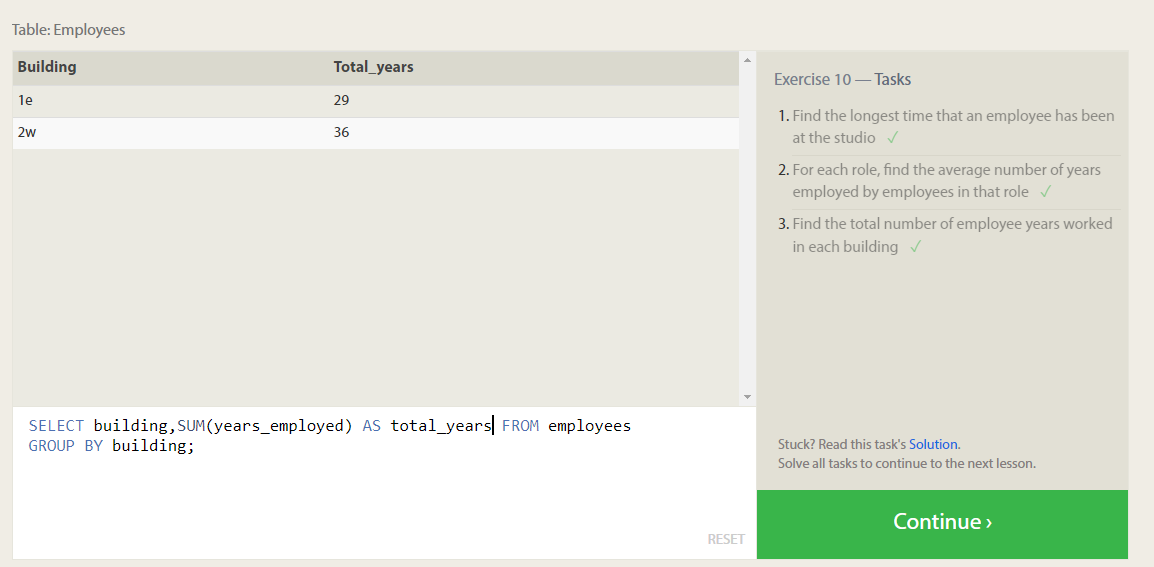 Table: Employees
Building Total_years
1e 29
2w 36
SELECT building,SUM(years_employed) AS total_years FROM employees
GROUP BY building;
RESET
Exercise 10 — Tasks
1. Find the longest time that an employee has been
at the studio ✓
2. For each role, find the average number of years
employed by employees in that role ✓
3. Find the total number of employee years worked
in each building ✓
Stuck? Read this task's Solution.
Solve all tasks to continue to the next lesson.
Continue ›